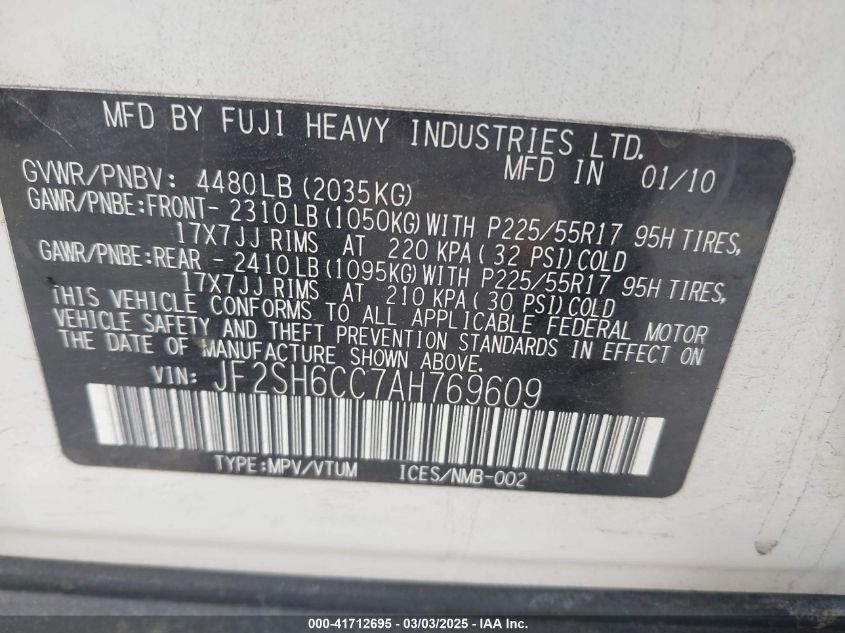 MFD BY FUJI HEAVY INDUSTRIES LTD.
MFD IN 01/10
GVWR/PNBV: 4480LB (2035KG)
GAWR/PNBE:FRONT- 2310LB (1050KG) WITH P225/55R17 95H TIRES,
17X7JJ RIMS AT 220 KPA (32 PSI) COLD
GAWR/PNBE:REAR - 2410LB (1095KG) WITH P225/55R17 95H TIRES,
17X7JJ RIMS AT 210 KPA (30 PSI) COLD
THIS VEHICLE CONFORMS TO ALL APPLICABLE FEDERAL MOTOR
VEHICLE SAFETY AND THEFT PREVENTION STANDARDS IN EFFECT ON
THE DATE OF MANUFACTURE SHOWN ABOVE.
VIN: JF2SH6CC7AH769609
TYPE:MPV/VTUM ICES/NMB-002
000-41712695 - 03/03/2025 - IAA Inc.